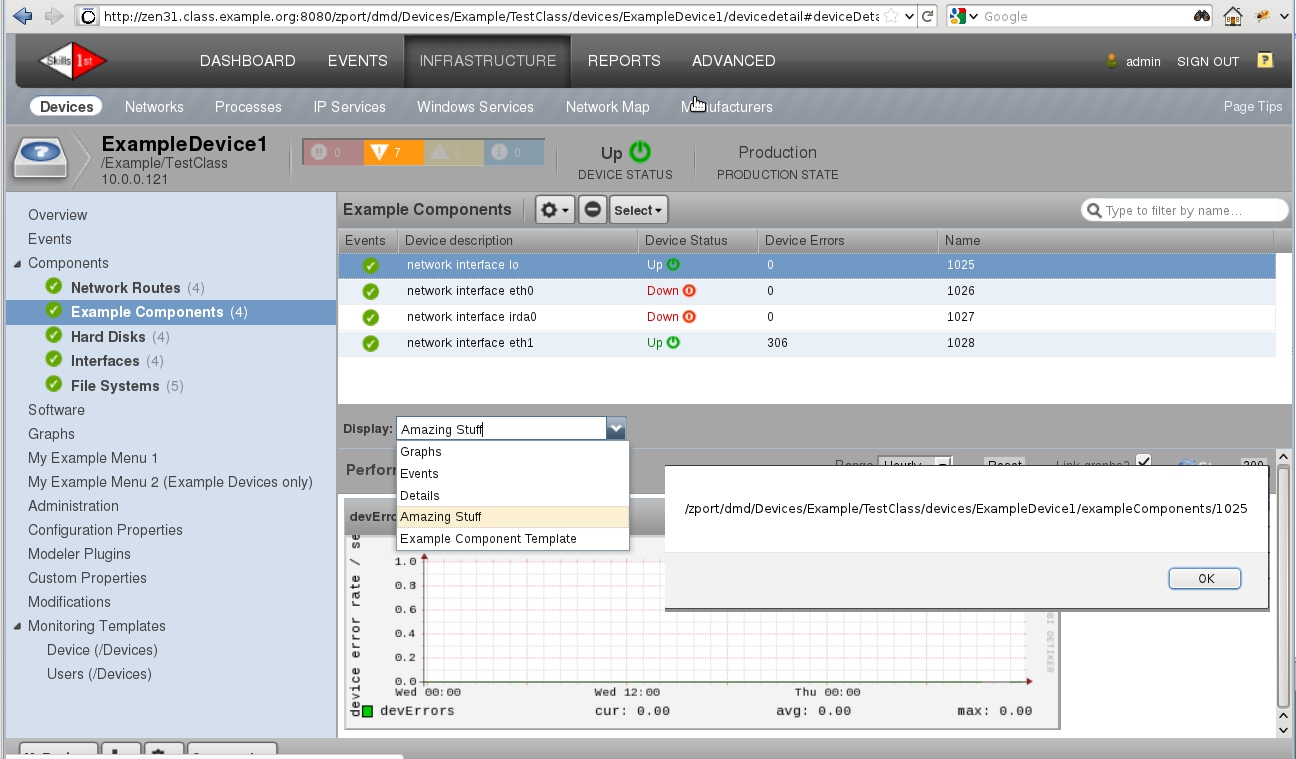 http://zen31.class.example.org:8080/zport/dmd/Devices/Example/TestClass/devices/ExampleDevice1/devicedetail#deviceDeta
Google
Skills 1st
DASHBOARD EVENTS INFRASTRUCTURE REPORTS ADVANCED
admin SIGN OUT
Devices Networks Processes IP Services Windows Services Network Map
Page Tips
ExampleDevice1
/Example/TestClass
10.0.0.121
0 7 0 0
Up
DEVICE STATUS
Production
PRODUCTION STATE
Overview
Events
Components
Network Routes (4)
Example Components (4)
Hard Disks (4)
Interfaces (4)
File Systems (5)
Software
Graphs
My Example Menu 1
My Example Menu 2 (Example Devices only)
Administration
Configuration Properties
Modeler Plugins
Custom Properties
Modifications
Monitoring Templates
Device (/Devices)
Users (/Devices)
Example Components
Select
Type to filter by name...
Events Device description Device Status Device Errors Name
network interface lo Up 0 1025
network interface eth0 Down 0 1026
network interface irda0 Down 0 1027
network interface eth1 Up 306 1028
Display: Amazing Stuff
Graphs
Events
Details
Amazing Stuff
Example Component Template
Perfor
Range Hourly Reset Link graphs? 300
/zport/dmd/Devices/Example/TestClass/devices/ExampleDevice1/exampleComponents/1025
OK
devErro
device error rate / se
1.0
0.8
0.6
0.4
0.2
0.0
Wed 00:00 Wed 12:00 Thu 00:00
devErrors cur: 0.00 avg: 0.00 max: 0.00
BI OETIKER